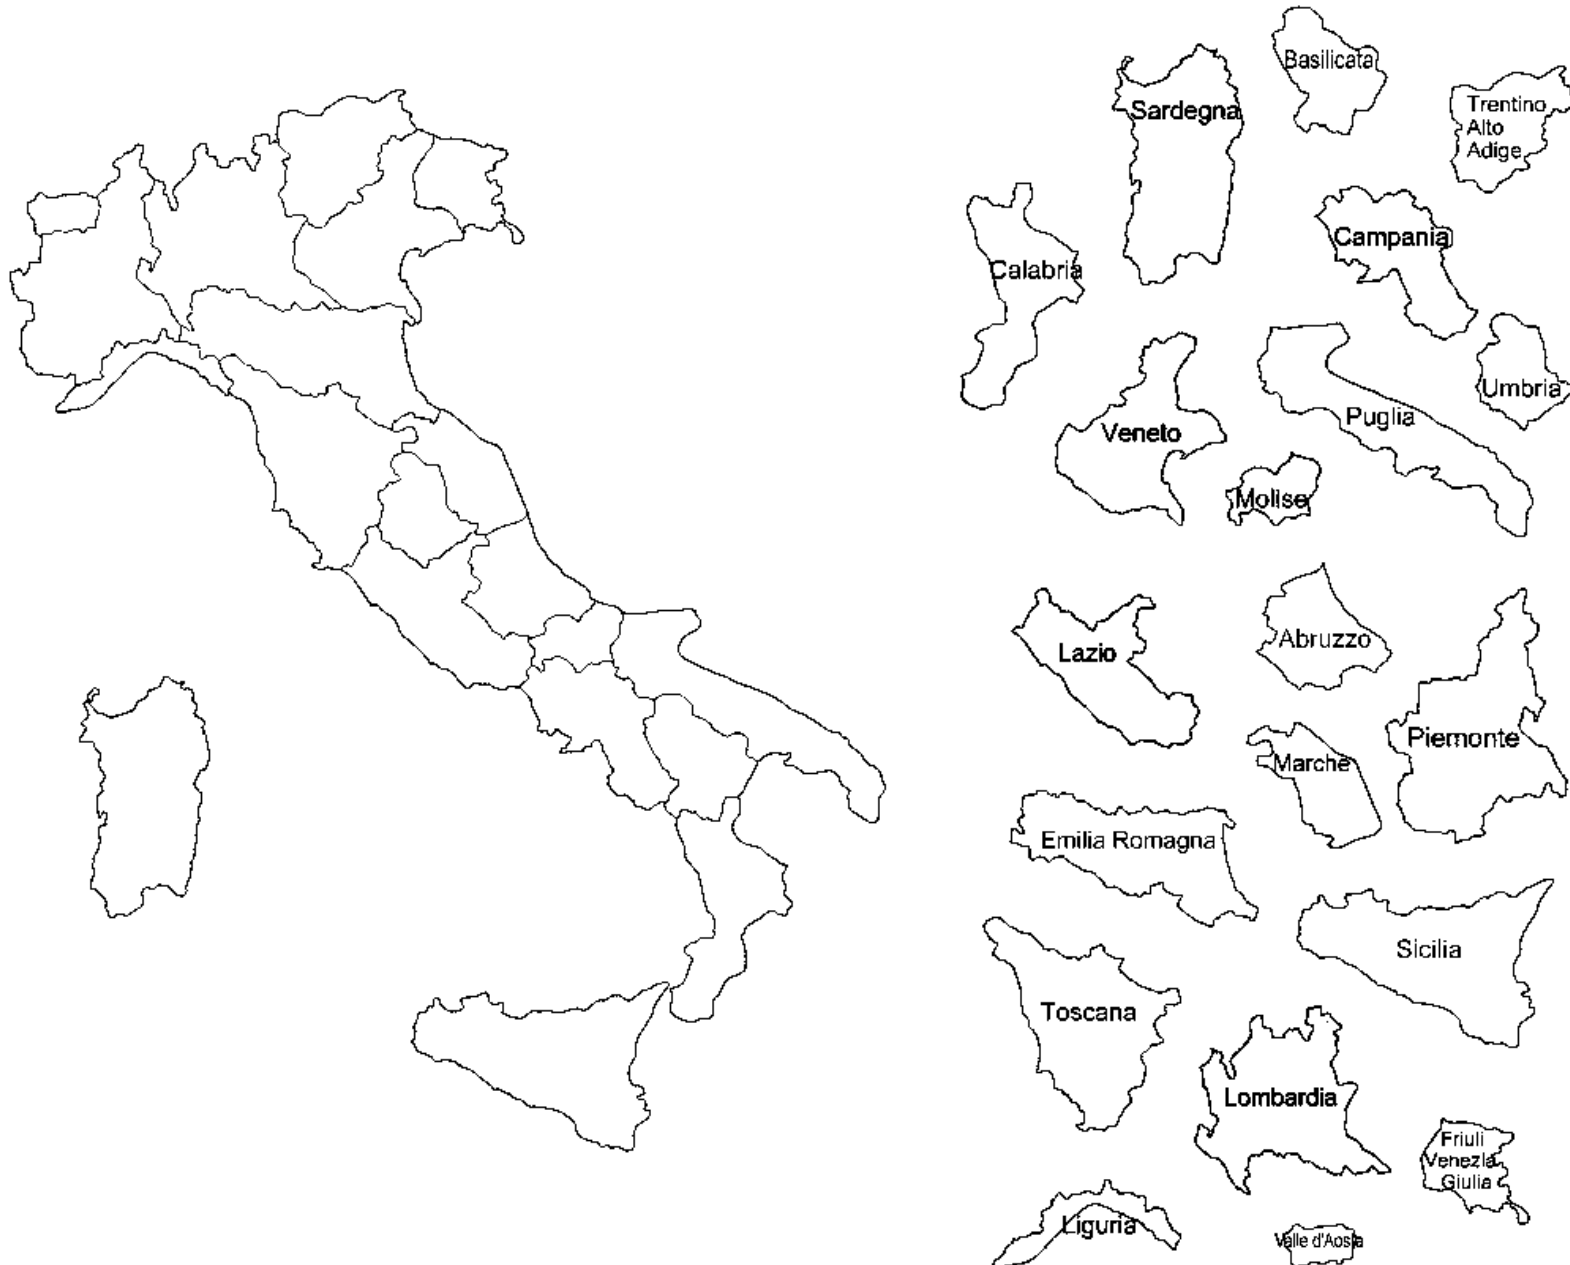 Basilicata
Sardegna
Trentino
Alto
Adige
Campania
Calabria
Umbria
Puglia
Veneto
Molise
Abruzzo
Lazio
Piemonte
Marche
Emilia Romagna
Sicilia
Toscana
Lombardia
Friuli
Venezia
Giulia
Liguria
Valle d'Aosta